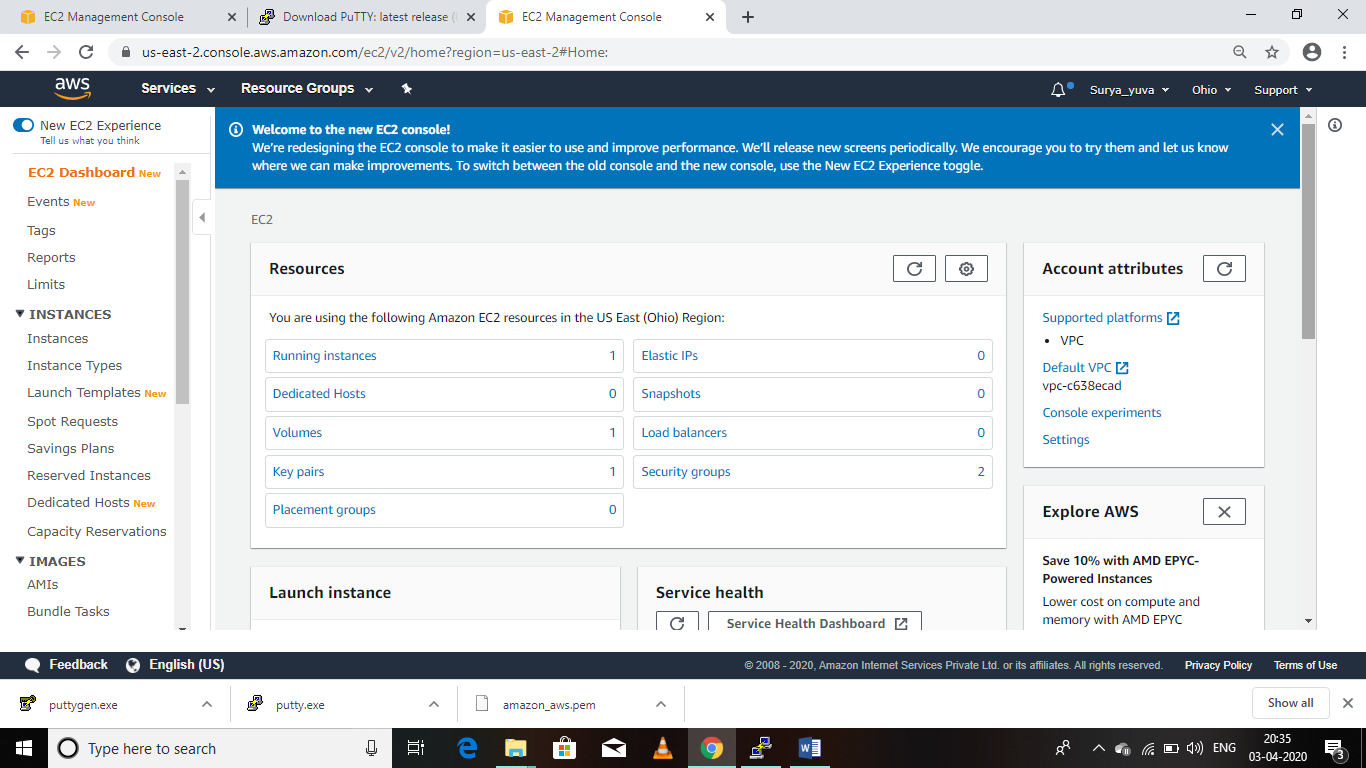 EC2 Management Console
Download PuTTY: latest release (
EC2 Management Console
us-east-2.console.aws.amazon.com/ec2/v2/home?region=us-east-2#Home:
aws
Services
Resource Groups
Surya_yuva
Ohio
Support
New EC2 Experience
Tell us what you think
EC2 Dashboard New
Events New
Tags
Reports
Limits
INSTANCES
Instances
Instance Types
Launch Templates New
Spot Requests
Savings Plans
Reserved Instances
Dedicated Hosts New
Capacity Reservations
IMAGES
AMIs
Bundle Tasks
Welcome to the new EC2 console!
We're redesigning the EC2 console to make it easier to use and improve performance. We'll release new screens periodically. We encourage you to try them and let us know
where we can make improvements. To switch between the old console and the new console, use the New EC2 Experience toggle.
EC2
Resources
You are using the following Amazon EC2 resources in the US East (Ohio) Region:
Running instances 1
Elastic IPs 0
Dedicated Hosts 0
Snapshots 0
Volumes 1
Load balancers 0
Key pairs 1
Security groups 2
Placement groups 0
Launch instance
Service health
Service Health Dashboard
Account attributes
Supported platforms
• VPC
Default VPC
vpc-c638ecad
Console experiments
Settings
Explore AWS
Save 10% with AMD EPYC-
Powered Instances
Lower cost on compute and
memory with AMD EPYC
Feedback
English (US)
© 2008 - 2020, Amazon Internet Services Private Ltd. or its affiliates. All rights reserved.
Privacy Policy
Terms of Use
puttygen.exe
putty.exe
amazon_aws.pem
Show all
Type here to search
ENG
20:35
03-04-2020
3